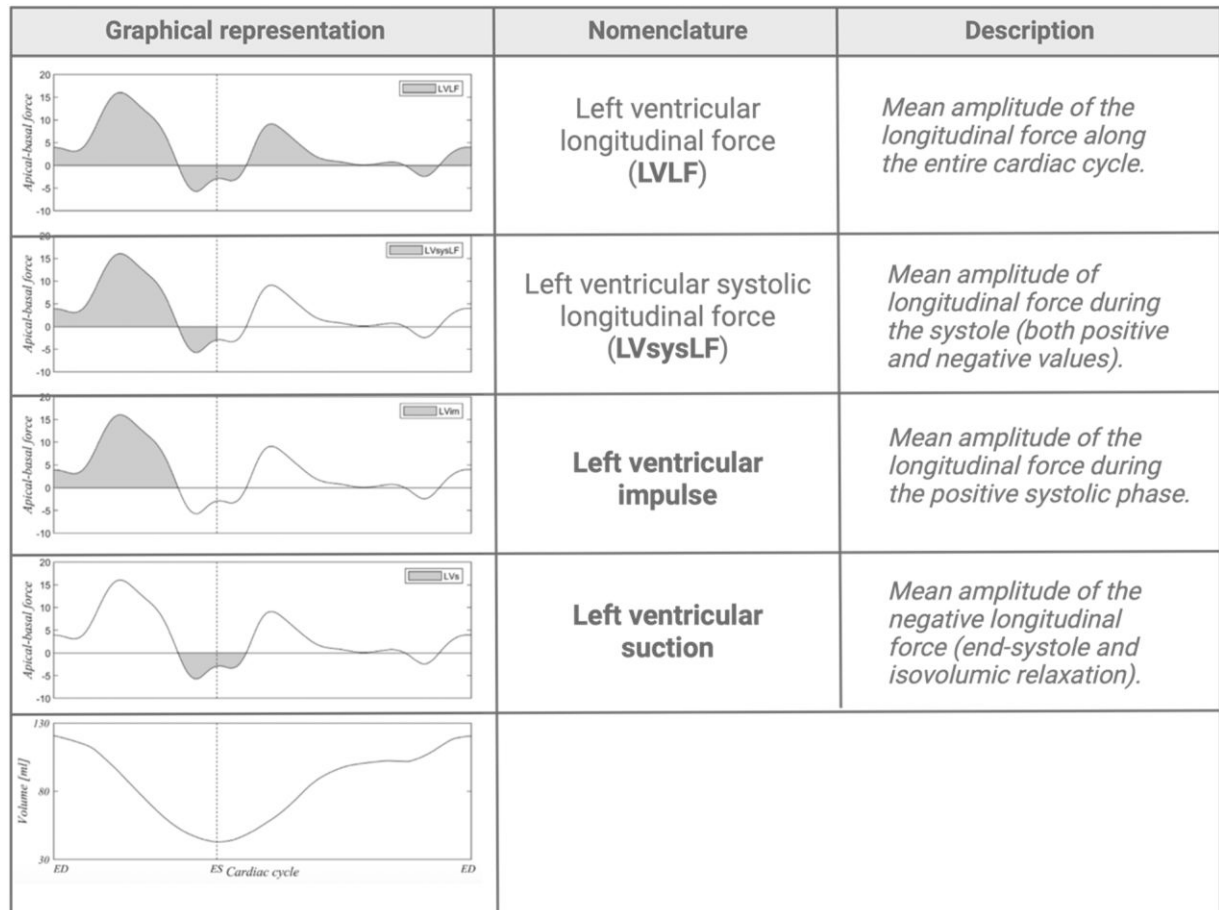 Graphical representation
Nomenclature
Description
20
15
10
5
0
-5
-10
Apical-basal force
LVLF
Left ventricular
longitudinal force
(LVLF)
Mean amplitude of the
longitudinal force along
the entire cardiac cycle.
20
15
10
5
0
-5
-10
Apical-basal force
LVsysLF
Left ventricular systolic
longitudinal force
(LVsysLF)
Mean amplitude of
longitudinal force during
the systole (both positive
and negative values).
20
15
10
5
0
-5
-10
Apical-basal force
LVim
Left ventricular
impulse
Mean amplitude of the
longitudinal force during
the positive systolic phase.
20
15
10
5
0
-5
-10
Apical-basal force
LVs
Left ventricular
suction
Mean amplitude of the
negative longitudinal
force (end-systole and
isovolumic relaxation).
130
80
30
Volume [ml]
ED
ES
Cardiac cycle
ED